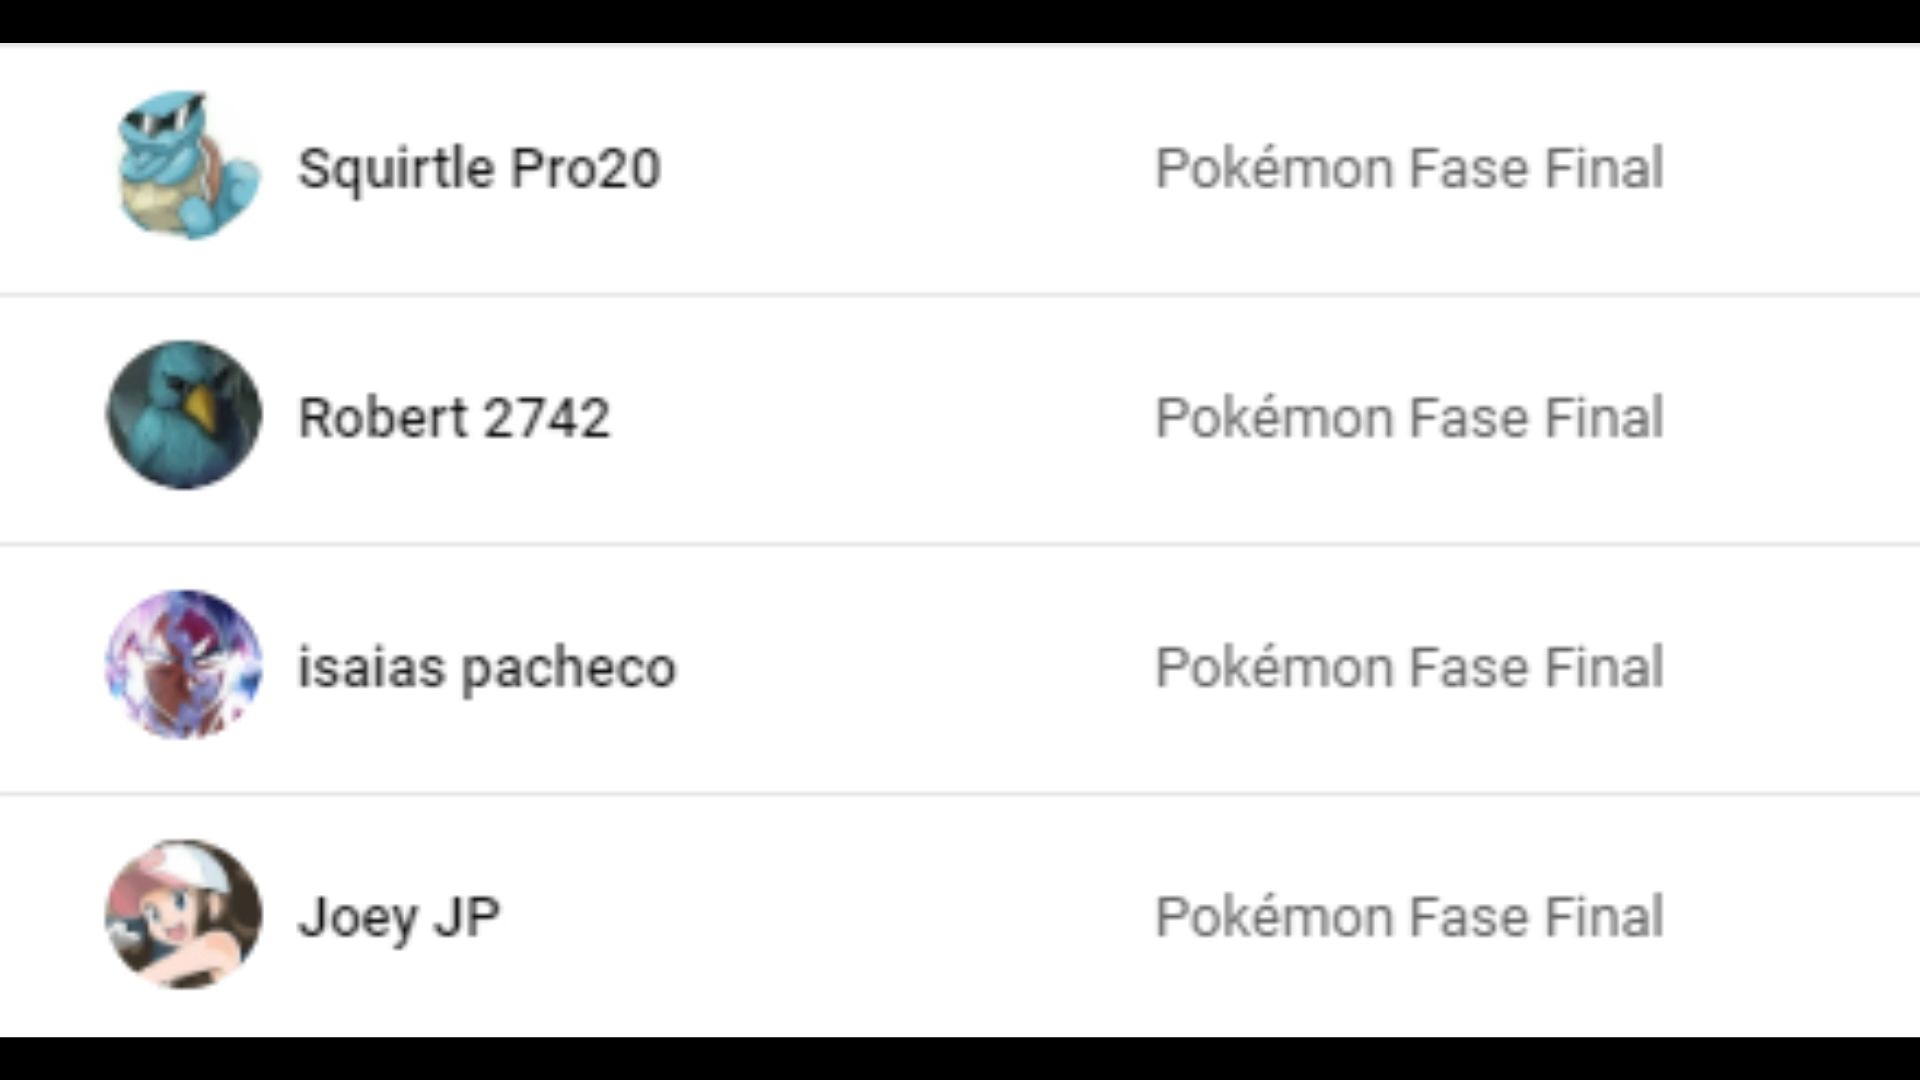 Squirtle Pro20 Pokémon Fase Final
Robert 2742 Pokémon Fase Final
isaias pacheco Pokémon Fase Final
Joey JP Pokémon Fase Final